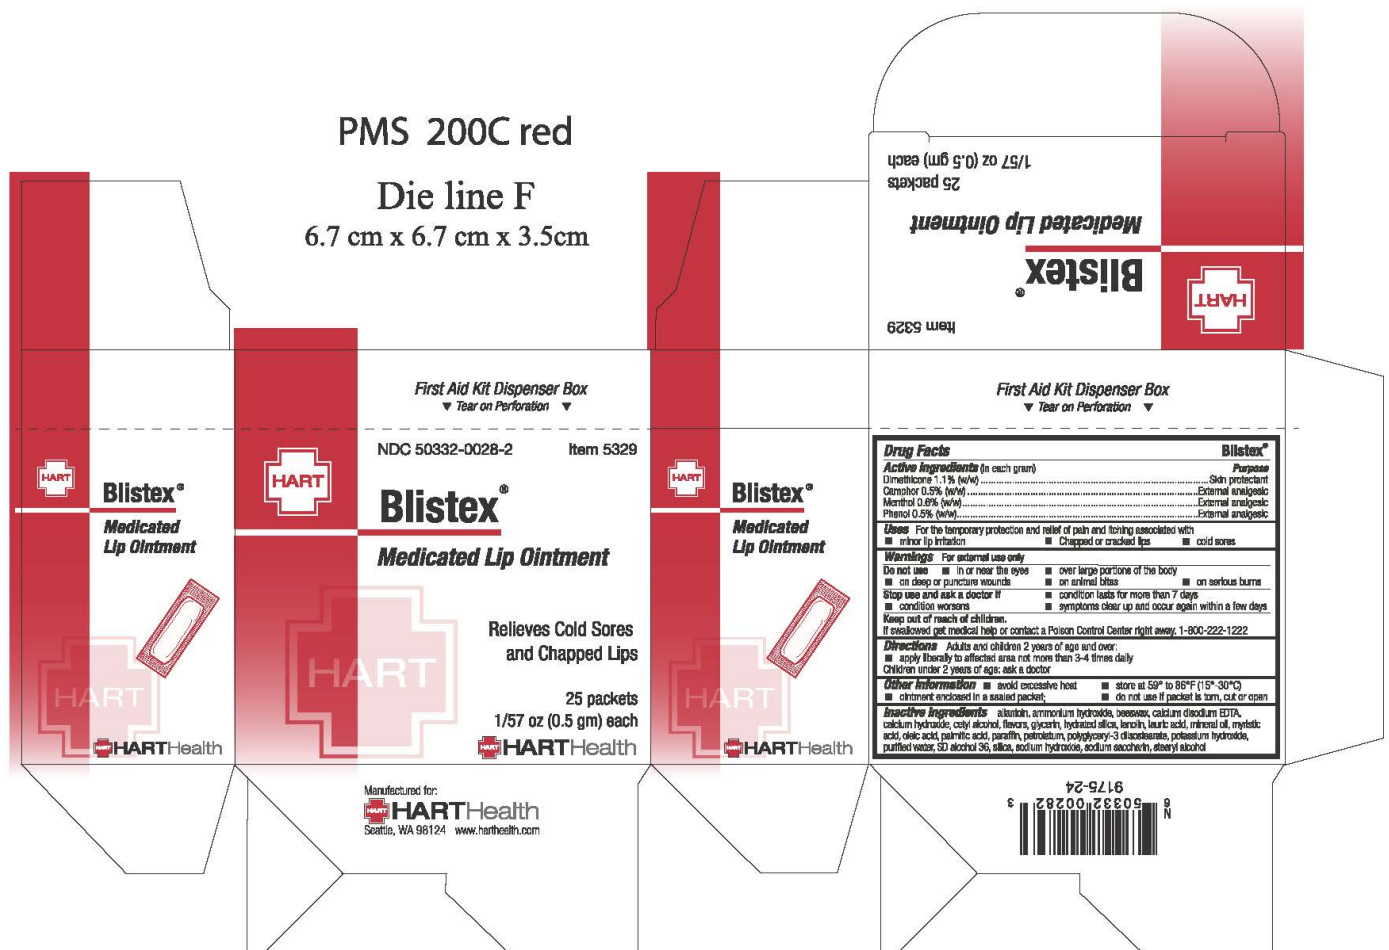 PMS 200C red
Die line F
6.7 cm x 6.7 cm x 3.5cm
HART
Blistex®
Medicated
Lip Ointment
HART
HART HARTHealth
First Aid Kit Dispenser Box
▼ Tear on Perforation ▼
NDC 50332-0028-2 Item 5329
HART
Blistex®
Medicated Lip Ointment
HART
Relieves Cold Sores
and Chapped Lips
25 packets
1/57 oz (0.5 gm) each
HART HARTHealth
Manufactured for:
HART HARTHealth
Seattle, WA 98124 www.harthealth.com
HART
Blistex®
Medicated
Lip Ointment
HART
HART HARTHealth
Item 5329
HART
Blistex®
Medicated Lip Ointment
25 packets
1/57 oz (0.5 gm) each
First Aid Kit Dispenser Box
▼ Tear on Perforation ▼
Drug Facts Blistex®
Active ingredients (in each gram) Purpose
Dimethicone 1.1% (w/w) Skin protectant
Camphor 0.5% (w/w) External analgesic
Menthol 0.6% (w/w) External analgesic
Phenol 0.5% (w/w) External analgesic
Uses For the temporary protection and relief of pain and itching associated with
■ minor lip irritation ■ Chapped or cracked lips ■ cold sores
Warnings For external use only
Do not use ■ in or near the eyes ■ over large portions of the body
■ on deep or puncture wounds ■ on animal bites ■ on serious burns
Stop use and ask a doctor if ■ condition lasts for more than 7 days
■ condition worsens ■ symptoms clear up and occur again within a few days
Keep out of reach of children.
If swallowed get medical help or contact a Poison Control Center right away. 1-800-222-1222
Directions Adults and children 2 years of age and over:
■ apply liberally to affected area not more than 3-4 times daily
Children under 2 years of age: ask a doctor
Other information ■ avoid excessive heat ■ store at 59° to 86°F (15°-30°C)
■ ointment enclosed in a sealed packet; ■ do not use if packet is torn, cut or open
Inactive ingredients allantoin, ammonium hydroxide, beeswax, calcium disodium EDTA,
calcium hydroxide, cetyl alcohol, flavors, glycerin, hydrated silica, lanolin, lauric acid, mineral oil, myristic
acid, oleic acid, palmitic acid, paraffin, petrolatum, polyglyceryl-3 diisostearate, potassium hydroxide,
purified water, SD alcohol 36, silica, sodium hydroxide, sodium saccharin, stearyl alcohol
N 6 50332 00282 3
9175-24